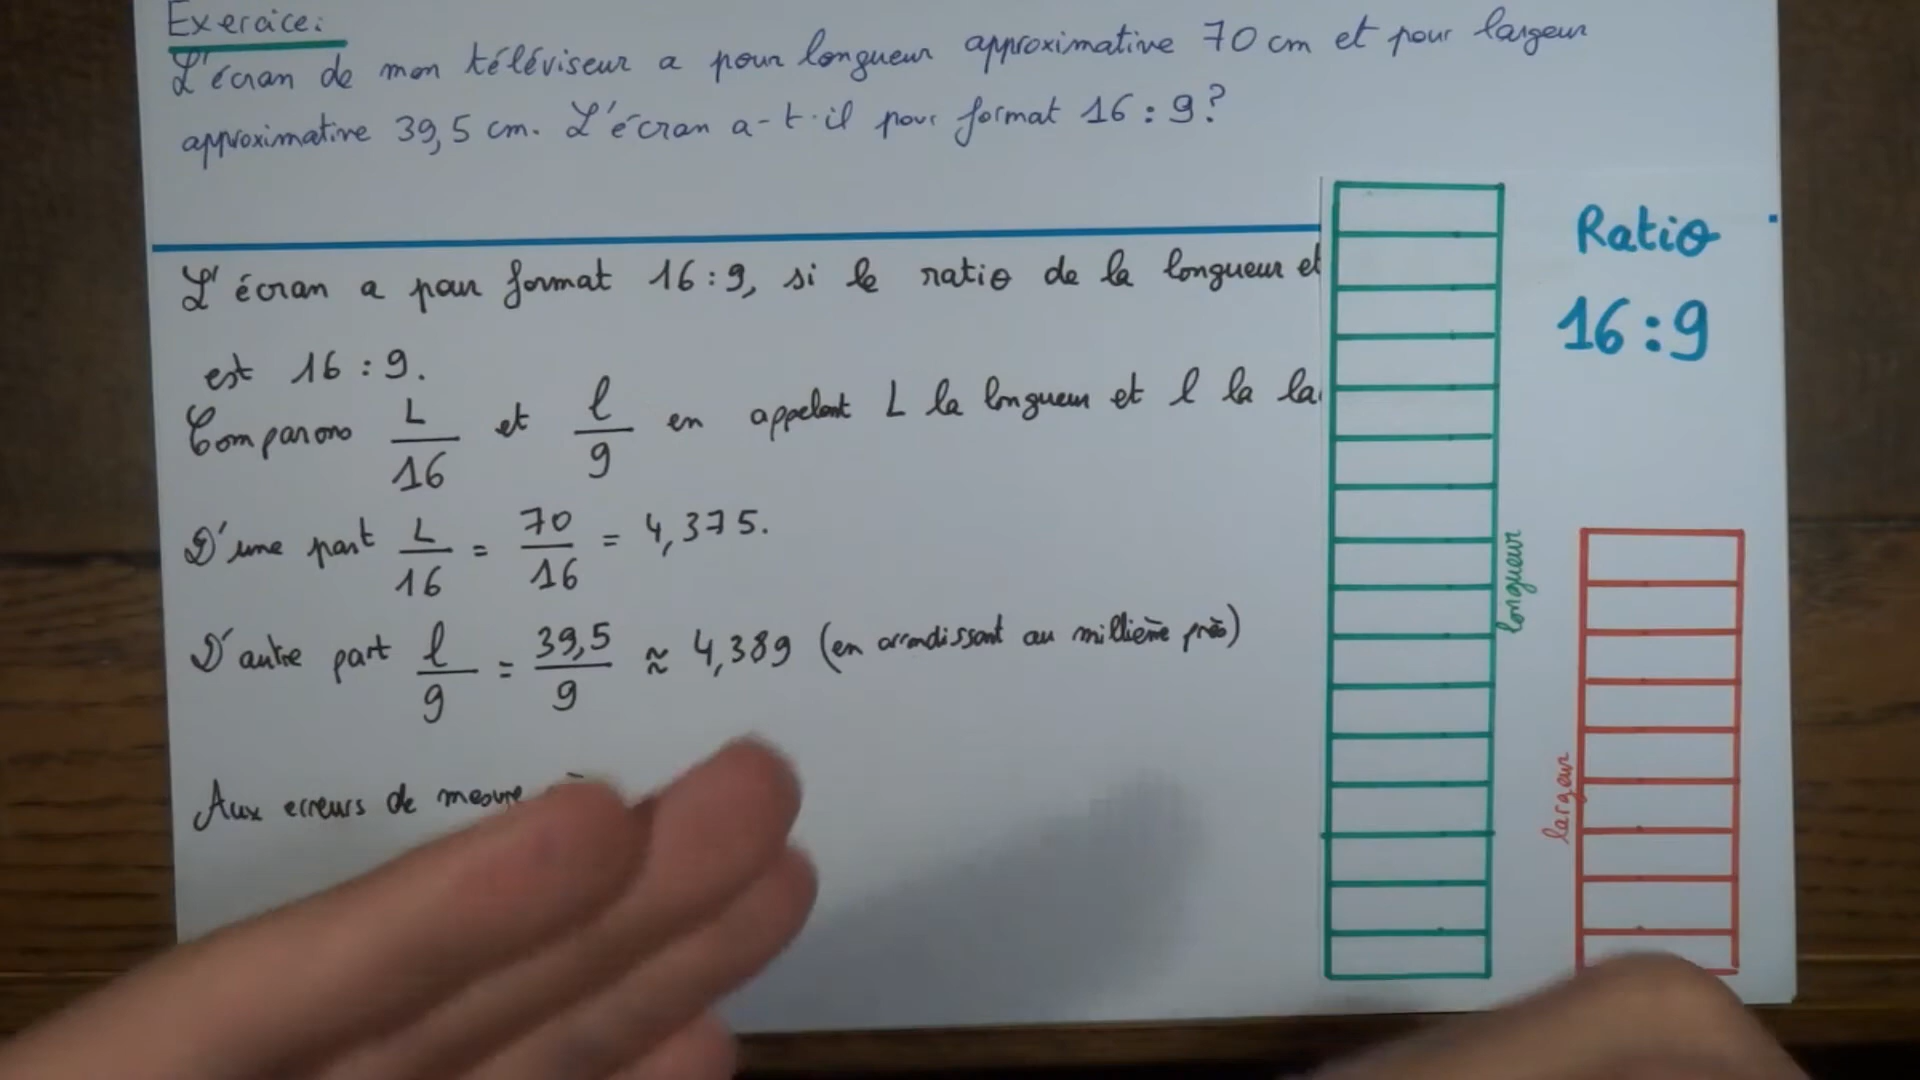 Exercice:
L'écran de mon téléviseur a pour longueur approximative 70 cm et pour largeur
approximative 39,5 cm. L'écran a-t-il pour format 16:9?
L'écran a pour format 16:9, si le ratio de la longueur et
est 16:9.
Comparons L/16 et l/9 en appelant L la longueur et l la
D'une part L/16 = 70/16 = 4,375.
D'autre part l/9 = 39,5/9 ≈ 4,389 (en arrondissant au millième près)
Aux erreurs de mesure
Ratio
16:9
longueur
largeur